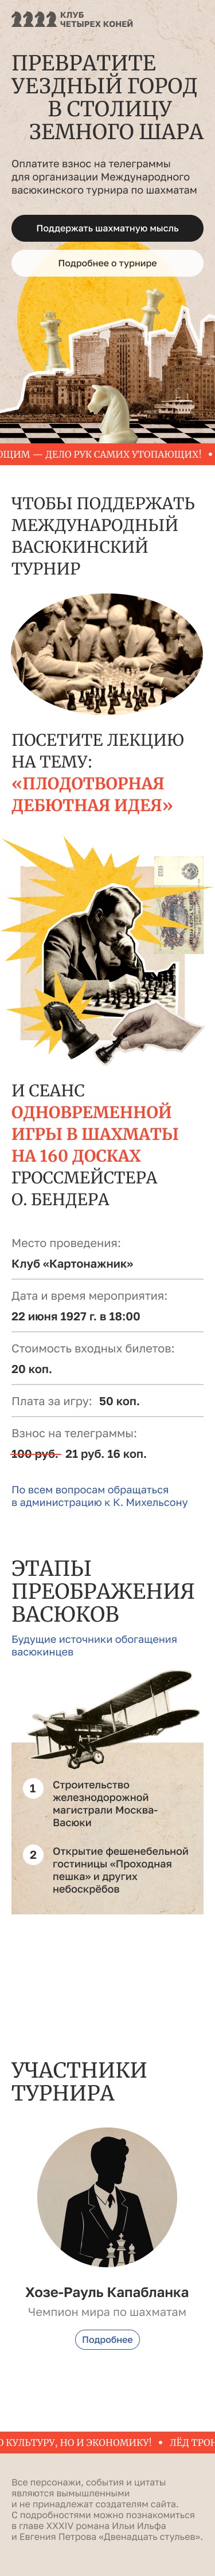 КЛУБ
ЧЕТЫРЕХ КОНЕЙ
ПРЕВРАТИТЕ
УЕЗДНЫЙ ГОРОД
В СТОЛИЦУ
ЗЕМНОГО ШАРА
Оплатите взнос на телеграммы
для организации Международного
васюкинского турнира по шахматам
Поддержать шахматную мысль
Подробнее о турнире
ЮЩИМ — ДЕЛО РУК САМИХ УТОПАЮЩИХ! •
ЧТОБЫ ПОДДЕРЖАТЬ
МЕЖДУНАРОДНЫЙ
ВАСЮКИНСКИЙ
ТУРНИР
ПОСЕТИТЕ ЛЕКЦИЮ
НА ТЕМУ:
«ПЛОДОТВОРНАЯ
ДЕБЮТНАЯ ИДЕЯ»
И СЕАНС
ОДНОВРЕМЕННОЙ
ИГРЫ В ШАХМАТЫ
НА 160 ДОСКАХ
ГРОССМЕЙСТЕРА
О. БЕНДЕРА
Место проведения:
Клуб «Картонажник»
Дата и время мероприятия:
22 июня 1927 г. в 18:00
Стоимость входных билетов:
20 коп.
Плата за игру: 50 коп.
Взнос на телеграммы:
100 руб. 21 руб. 16 коп.
По всем вопросам обращаться
в администрацию к К. Михельсону
ЭТАПЫ
ПРЕОБРАЖЕНИЯ
ВАСЮКОВ
Будущие источники обогащения
васюкинцев
1 Строительство
железнодорожной
магистрали Москва-
Васюки
2 Открытие фешенебельной
гостиницы «Проходная
пешка» и других
небоскрёбов
УЧАСТНИКИ
ТУРНИРА
Хозе-Рауль Капабланка
Чемпион мира по шахматам
Подробнее
О КУЛЬТУРУ, НО И ЭКОНОМИКУ! • ЛЁД ТРОН
Все персонажи, события и цитаты
являются вымышленными
и не принадлежат создателям сайта.
С подробностями можно познакомиться
в главе XXXIV романа Ильи Ильфа
и Евгения Петрова «Двенадцать стульев».